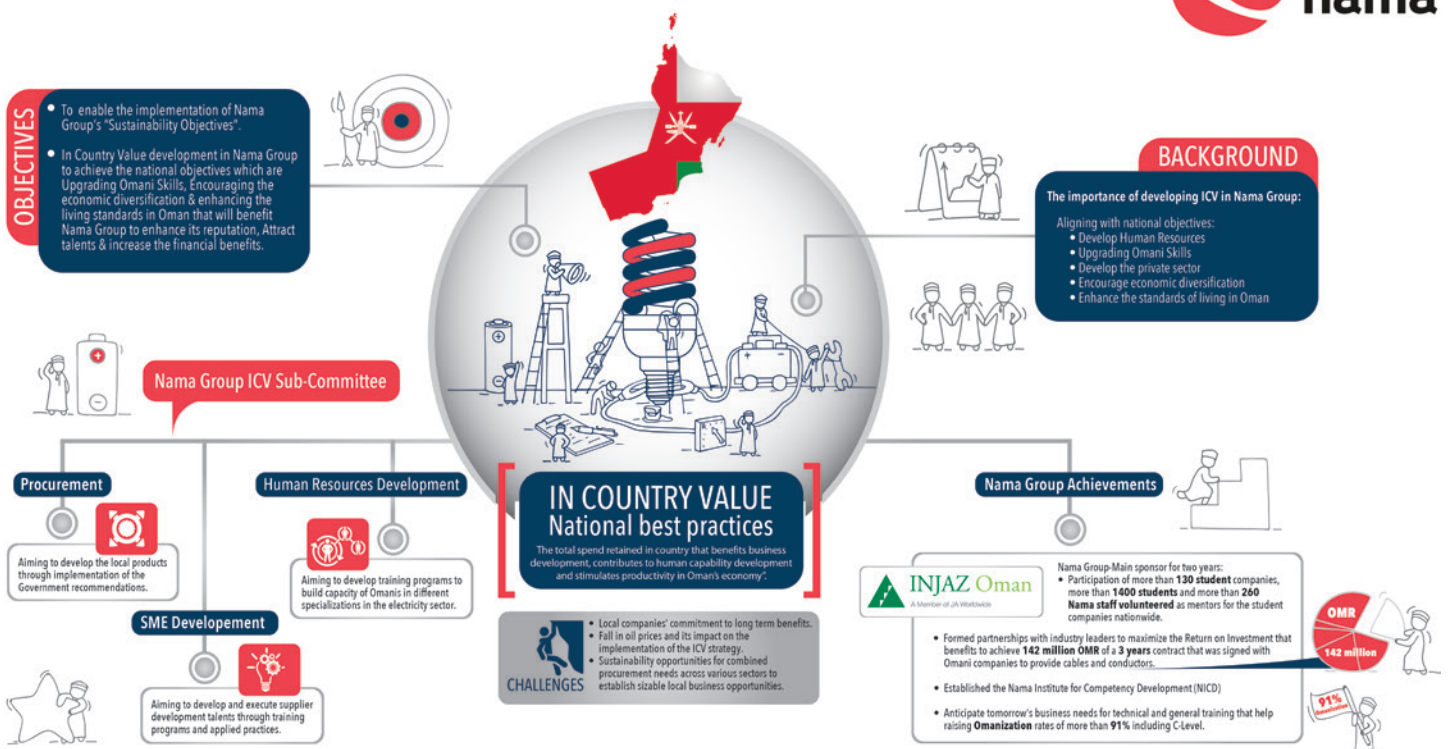 nama
OBJECTIVES
• To enable the implementation of Nama
Group's "Sustainability Objectives".
• In Country Value development in Nama Group
to achieve the national objectives which are
Upgrading Omani Skills, Encouraging the
economic diversification & enhancing the
living standards in Oman that will benefit
Nama Group to enhance its reputation, Attract
talents & increase the financial benefits.
BACKGROUND
The importance of developing ICV in Nama Group:
Aligning with national objectives:
• Develop Human Resources
• Upgrading Omani Skills
• Develop the private sector
• Encourage economic diversification
• Enhance the standards of living in Oman
Nama Group ICV Sub-Committee
Procurement
Aiming to develop the local products
through implementation of the
Government recommendations.
Human Resources Development
Aiming to develop training programs to
build capacity of Omanis in different
specializations in the electricity sector.
SME Developement
Aiming to develop and execute supplier
development talents through training
programs and applied practices.
IN COUNTRY VALUE
National best practices
The total spend retained in country that benefits business
development, contributes to human capability development
and stimulates productivity in Oman's economy".
CHALLENGES
• Local companies' commitment to long term benefits.
• Fall in oil prices and its impact on the
implementation of the ICV strategy.
• Sustainability opportunities for combined
procurement needs across various sectors to
establish sizable local business opportunities.
Nama Group Achievements
INJAZ Oman
A Member of JA Worldwide
Nama Group-Main sponsor for two years:
• Participation of more than 130 student companies,
more than 1400 students and more than 260
Nama staff volunteered as mentors for the student
companies nationwide.
• Formed partnerships with industry leaders to maximize the Return on Investment that
benefits to achieve 142 million OMR of a 3 years contract that was signed with
Omani companies to provide cables and conductors.
• Established the Nama Institute for Competency Development (NICD)
• Anticipate tomorrow's business needs for technical and general training that help
raising Omanization rates of more than 91% including C-Level.
OMR
142 million
91%
Omanization